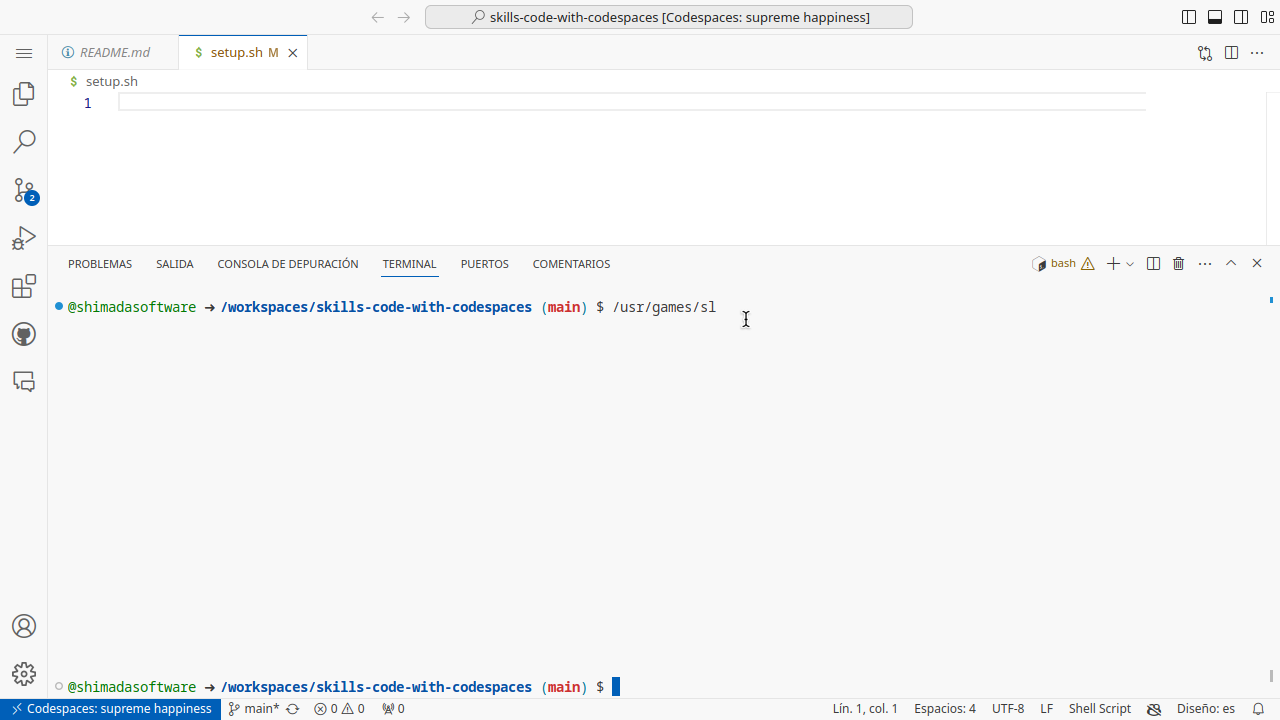 skills-code-with-codespaces [Codespaces: supreme happiness]
README.md
$ setup.sh M
$ setup.sh
1
2
PROBLEMAS SALIDA CONSOLA DE DEPURACIÓN TERMINAL PUERTOS COMENTARIOS
bash
@shimadasoftware ➜ /workspaces/skills-code-with-codespaces (main) $ /usr/games/sl
@shimadasoftware ➜ /workspaces/skills-code-with-codespaces (main) $
Codespaces: supreme happiness main* 0 0 0 Lín. 1, col. 1 Espacios: 4 UTF-8 LF Shell Script Diseño: es